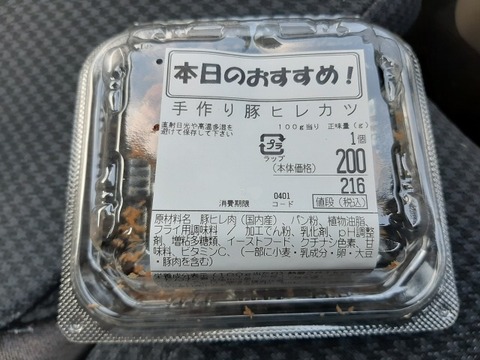 本日のおすすめ！
手作り豚ヒレカツ
直射日光や高温多湿を
避けて保存して下さい
100g当り 正味量(g)
プラ
1個
ラップ
(本体価格) 200
216
消費期限 0401
コード
値段(税込)
原材料名 豚ヒレ肉（国内産）、パン粉、植物油脂、
フライ用調味料 ／ 加工でん粉、乳化剤、pH調整
剤、増粘多糖類、イーストフード、クチナシ色素、甘
味料、ビタミンC、（一部に小麦・乳成分・卵・大豆
・豚肉を含む）